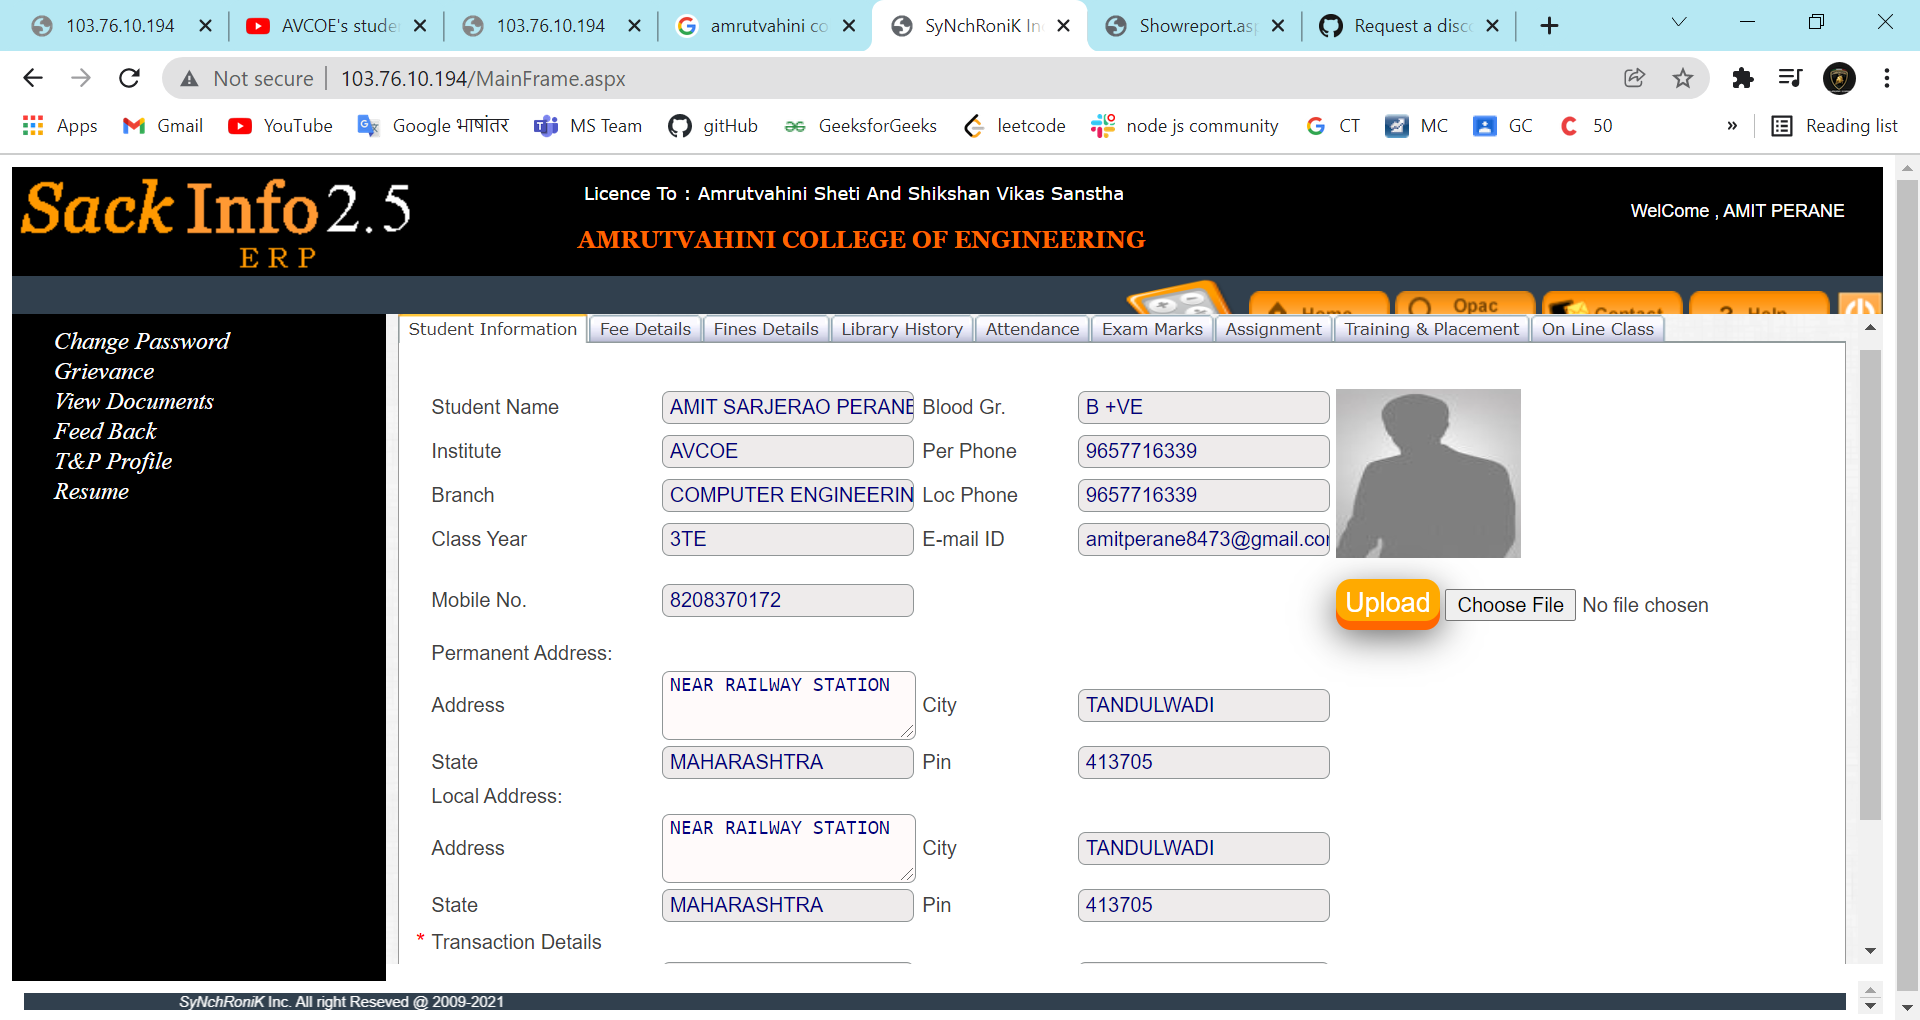 103.76.10.194
AVCOE's stude
103.76.10.194
amrutvahini co
SyNchRoniK In
Showreport.asp
Request a disco
Not secure 103.76.10.194/MainFrame.aspx
Apps Gmail YouTube Google भाषांतर MS Team gitHub GeeksforGeeks leetcode node js community CT MC GC 50 » Reading list
Sack Info 2.5
ERP
Licence To : Amrutvahini Sheti And Shikshan Vikas Sanstha
AMRUTVAHINI COLLEGE OF ENGINEERING
WelCome , AMIT PERANE
Home Opac Contact Help
Change Password
Grievance
View Documents
Feed Back
T&P Profile
Resume
Student Information Fee Details Fines Details Library History Attendance Exam Marks Assignment Training & Placement On Line Class
Student Name AMIT SARJERAO PERANE Blood Gr. B +VE
Institute AVCOE Per Phone 9657716339
Branch COMPUTER ENGINEERIN Loc Phone 9657716339
Class Year 3TE E-mail ID amitperane8473@gmail.com
Mobile No. 8208370172
Upload Choose File No file chosen
Permanent Address:
Address NEAR RAILWAY STATION City TANDULWADI
State MAHARASHTRA Pin 413705
Local Address:
Address NEAR RAILWAY STATION City TANDULWADI
State MAHARASHTRA Pin 413705
* Transaction Details
SyNchRoniK Inc. All right Reseved @ 2009-2021